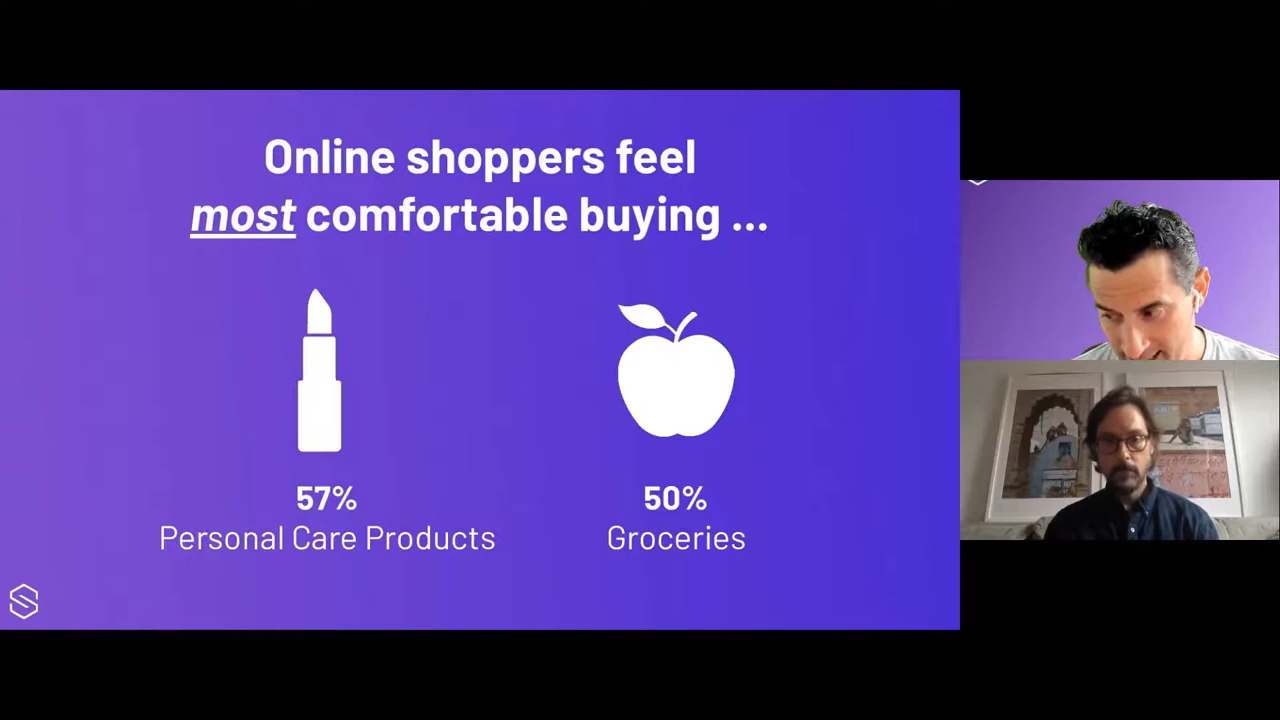 Online shoppers feel
most comfortable buying ...
57%
Personal Care Products
50%
Groceries